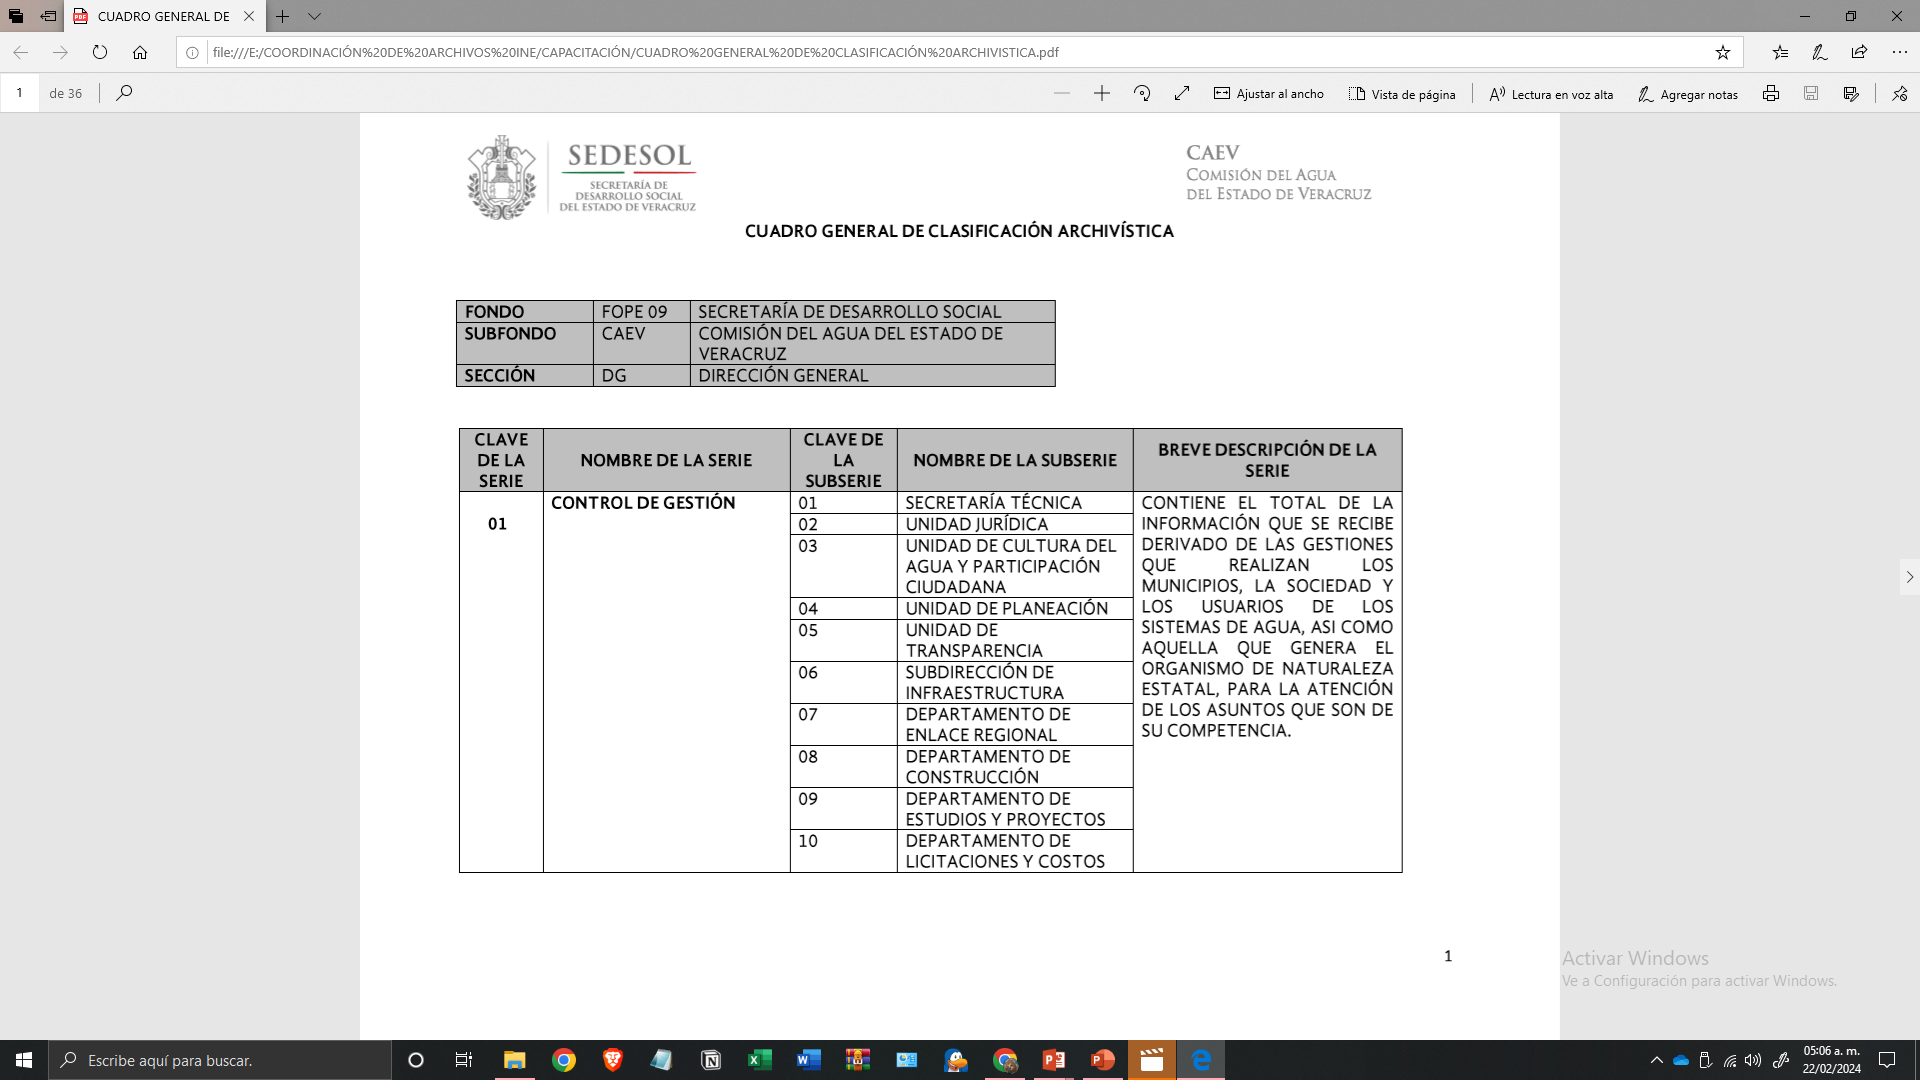 CUADRO GENERAL DE
file:///E:/COORDINACIÓN%20DE%20ARCHIVOS%20INE/CAPACITACIÓN/CUADRO%20GENERAL%20DE%20CLASIFICACIÓN%20ARCHIVISTICA.pdf
1 de 36
Ajustar al ancho
Vista de página
Lectura en voz alta
Agregar notas
SEDESOL
SECRETARÍA DE
DESARROLLO SOCIAL
DEL ESTADO DE VERACRUZ
CAEV
COMISIÓN DEL AGUA
DEL ESTADO DE VERACRUZ
CUADRO GENERAL DE CLASIFICACIÓN ARCHIVÍSTICA
FONDO FOPE 09 SECRETARÍA DE DESARROLLO SOCIAL
SUBFONDO CAEV COMISIÓN DEL AGUA DEL ESTADO DE
VERACRUZ
SECCIÓN DG DIRECCIÓN GENERAL
CLAVE
DE LA
SERIE
NOMBRE DE LA SERIE
CLAVE DE
LA
SUBSERIE
NOMBRE DE LA SUBSERIE
BREVE DESCRIPCIÓN DE LA
SERIE
01
CONTROL DE GESTIÓN
01 SECRETARÍA TÉCNICA
02 UNIDAD JURÍDICA
03 UNIDAD DE CULTURA DEL
AGUA Y PARTICIPACIÓN
CIUDADANA
04 UNIDAD DE PLANEACIÓN
05 UNIDAD DE
TRANSPARENCIA
06 SUBDIRECCIÓN DE
INFRAESTRUCTURA
07 DEPARTAMENTO DE
ENLACE REGIONAL
08 DEPARTAMENTO DE
CONSTRUCCIÓN
09 DEPARTAMENTO DE
ESTUDIOS Y PROYECTOS
10 DEPARTAMENTO DE
LICITACIONES Y COSTOS
CONTIENE EL TOTAL DE LA
INFORMACIÓN QUE SE RECIBE
DERIVADO DE LAS GESTIONES
QUE REALIZAN LOS
MUNICIPIOS, LA SOCIEDAD Y
LOS USUARIOS DE LOS
SISTEMAS DE AGUA, ASI COMO
AQUELLA QUE GENERA EL
ORGANISMO DE NATURALEZA
ESTATAL, PARA LA ATENCIÓN
DE LOS ASUNTOS QUE SON DE
SU COMPETENCIA.
1
Activar Windows
Ve a Configuración para activar Windows.
Escribe aquí para buscar.
05:06 a. m.
22/02/2024